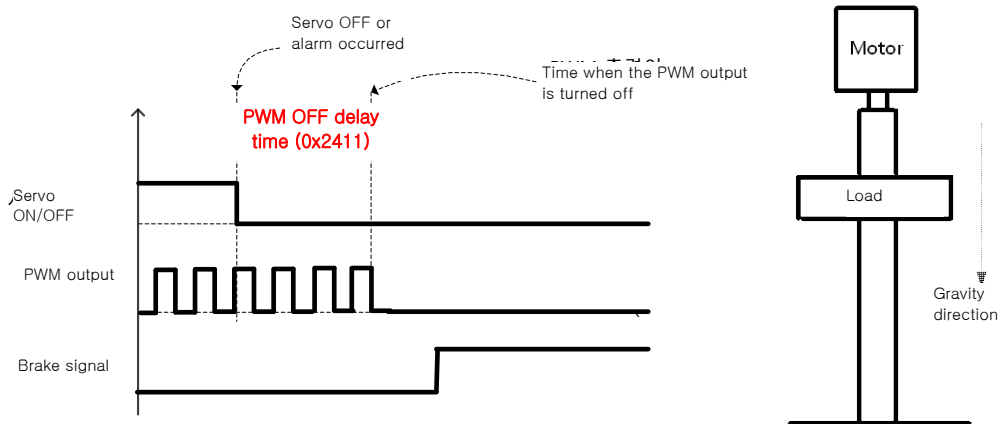 Servo OFF or
alarm occurred
Time when the PWM output
is turned off
PWM OFF delay
time (0x2411)
Servo
ON/OFF
PWM output
Brake signal
Motor
Load
Gravity
direction